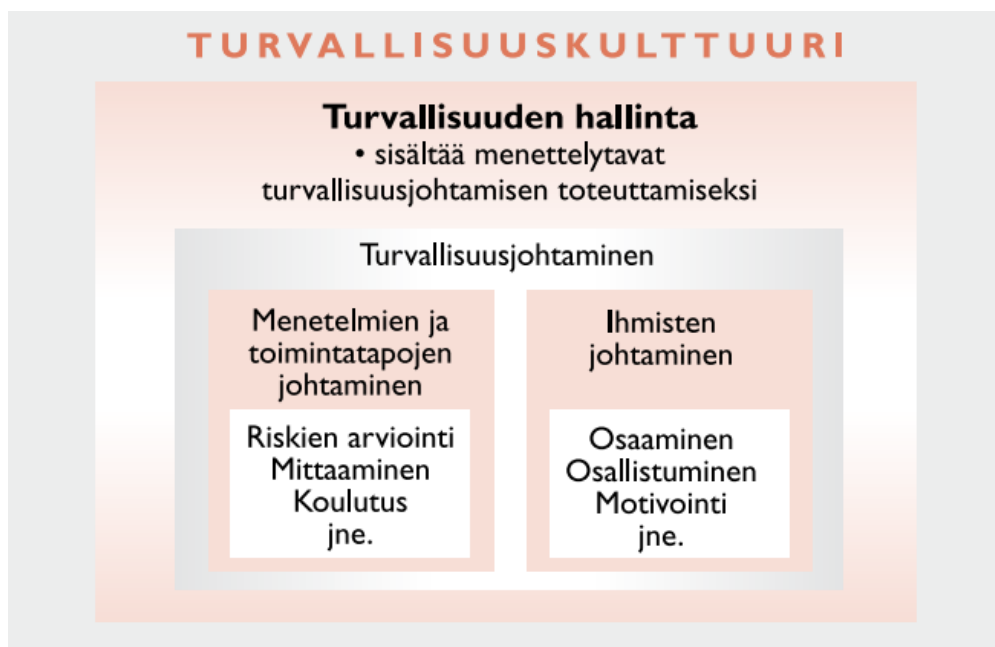 TURVALLISUUSKULTTUURI
Turvallisuuden hallinta
• sisältää menettelytavat
turvallisuusjohtamisen toteuttamiseksi
Turvallisuusjohtaminen
Menetelmien ja
toimintatapojen
johtaminen
Riskien arviointi
Mittaaminen
Koulutus
jne.
Ihmisten
johtaminen
Osaaminen
Osallistuminen
Motivointi
jne.